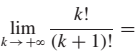 lim k→+∞ k!/(k + 1)! =